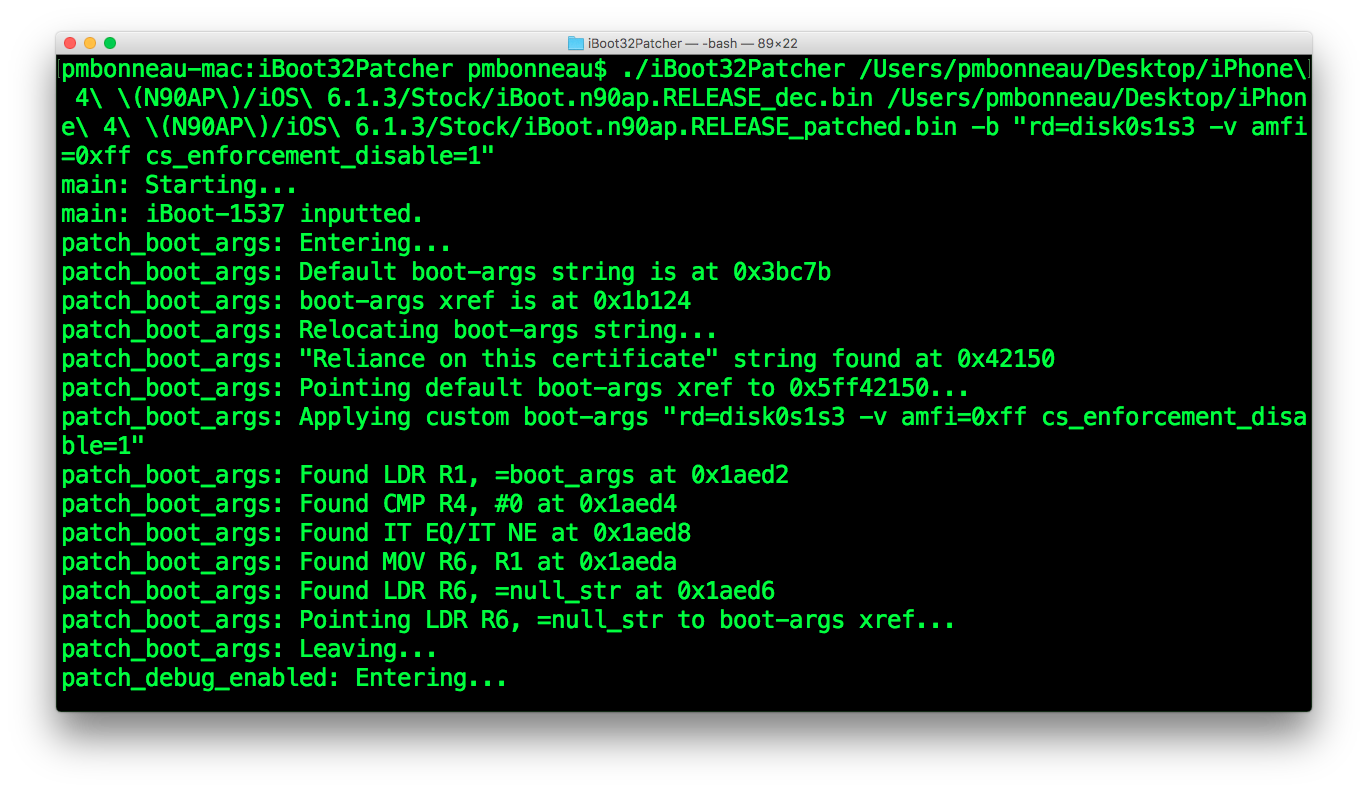 iBoot32Patcher — -bash — 89×22
[pmbonneau-mac:iBoot32Patcher pmbonneau$ ./iBoot32Patcher /Users/pmbonneau/Desktop/iPhone\]
 4\ \(N90AP\)/iOS\ 6.1.3/Stock/iBoot.n90ap.RELEASE_dec.bin /Users/pmbonneau/Desktop/iPhon
e\ 4\ \(N90AP\)/iOS\ 6.1.3/Stock/iBoot.n90ap.RELEASE_patched.bin -b "rd=disk0s1s3 -v amfi
=0xff cs_enforcement_disable=1"
main: Starting...
main: iBoot-1537 inputted.
patch_boot_args: Entering...
patch_boot_args: Default boot-args string is at 0x3bc7b
patch_boot_args: boot-args xref is at 0x1b124
patch_boot_args: Relocating boot-args string...
patch_boot_args: "Reliance on this certificate" string found at 0x42150
patch_boot_args: Pointing default boot-args xref to 0x5ff42150...
patch_boot_args: Applying custom boot-args "rd=disk0s1s3 -v amfi=0xff cs_enforcement_disa
ble=1"
patch_boot_args: Found LDR R1, =boot_args at 0x1aed2
patch_boot_args: Found CMP R4, #0 at 0x1aed4
patch_boot_args: Found IT EQ/IT NE at 0x1aed8
patch_boot_args: Found MOV R6, R1 at 0x1aeda
patch_boot_args: Found LDR R6, =null_str at 0x1aed6
patch_boot_args: Pointing LDR R6, =null_str to boot-args xref...
patch_boot_args: Leaving...
patch_debug_enabled: Entering...